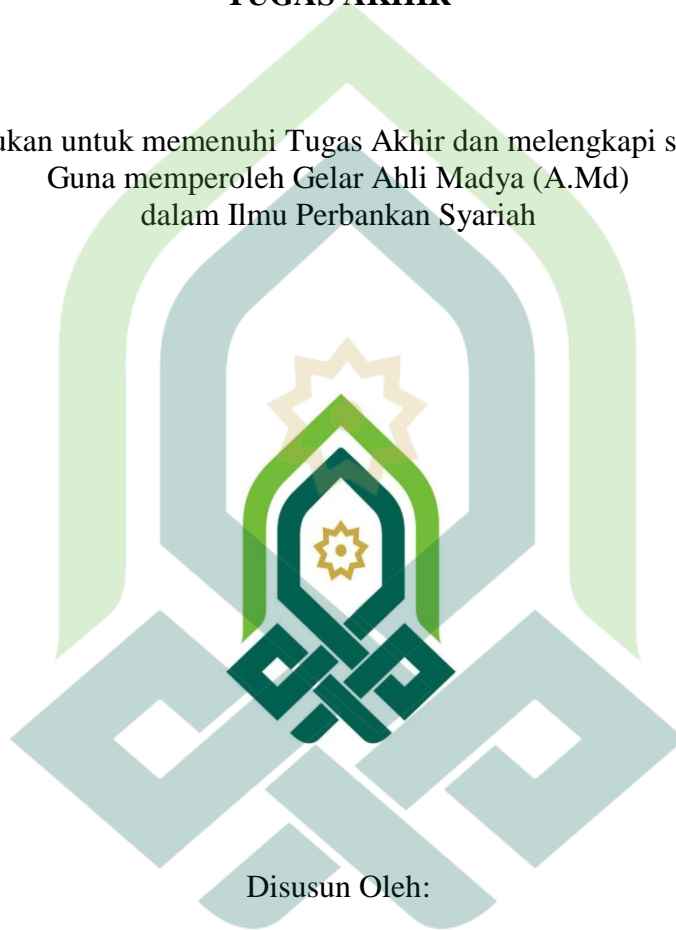 TUGAS AKHIR
untuk memenuhi Tugas Akhir dan melengkapi
Guna memperoleh Gelar Ahli Madya (A.Md)
dalam Ilmu Perbankan Syariah
Disusun Oleh: